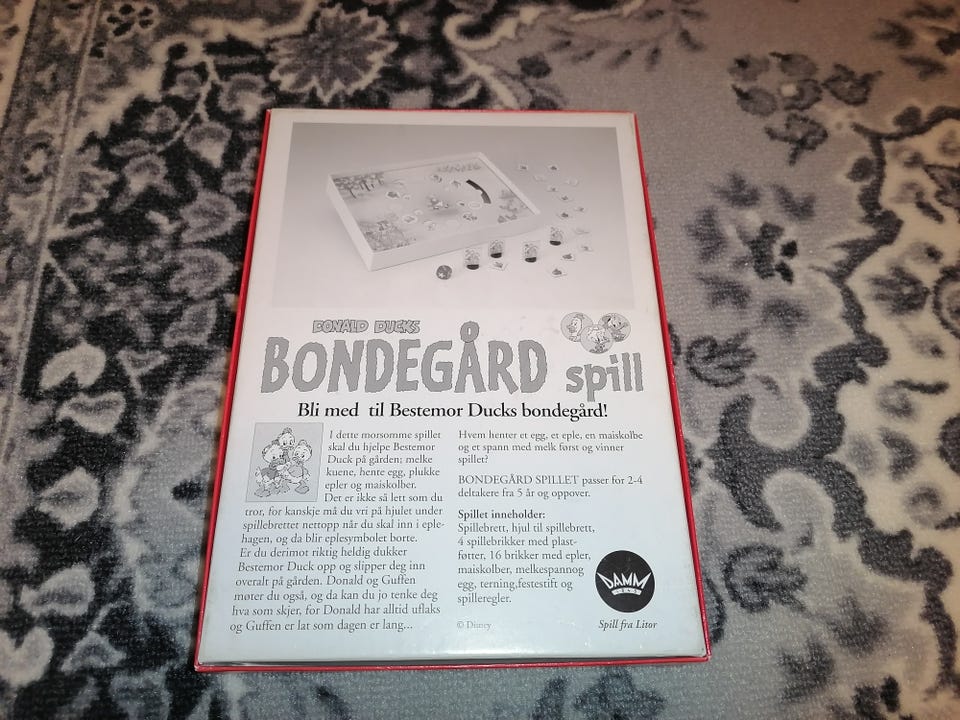 DONALD DUCKS
BONDEGÅRD spill
Bli med til Bestemor Ducks bondegård!
I dette morsomme spillet
skal du hjelpe Bestemor
Duck på gården; melke
kuene, hente egg, plukke
epler og maiskolber.
Det er ikke så lett som du
tror, for kanskje må du vri på hjulet under
spillebrettet nettopp når du skal inn i eple-
hagen, og da blir eplesymbolet borte.
Er du derimot riktig heldig dukker
Bestemor Duck opp og slipper deg inn
overalt på gården. Donald og Guffen
møter du også, og da kan du jo tenke deg
hva som skjer, for Donald har alltid uflaks
og Guffen er lat som dagen er lang...
Hvem henter et egg, et eple, en maiskolbe
og et spann med melk først og vinner
spillet?
BONDEGÅRD SPILLET passer for 2-4
deltakere fra 5 år og oppover.
Spillet inneholder:
Spillebrett, hjul til spillebrett,
4 spillebrikker med plast-
føtter, 16 brikker med epler,
maiskolber, melkespannog
egg, terning,festestift og
spilleregler.
© Disney
DAMM
Spill fra Litor